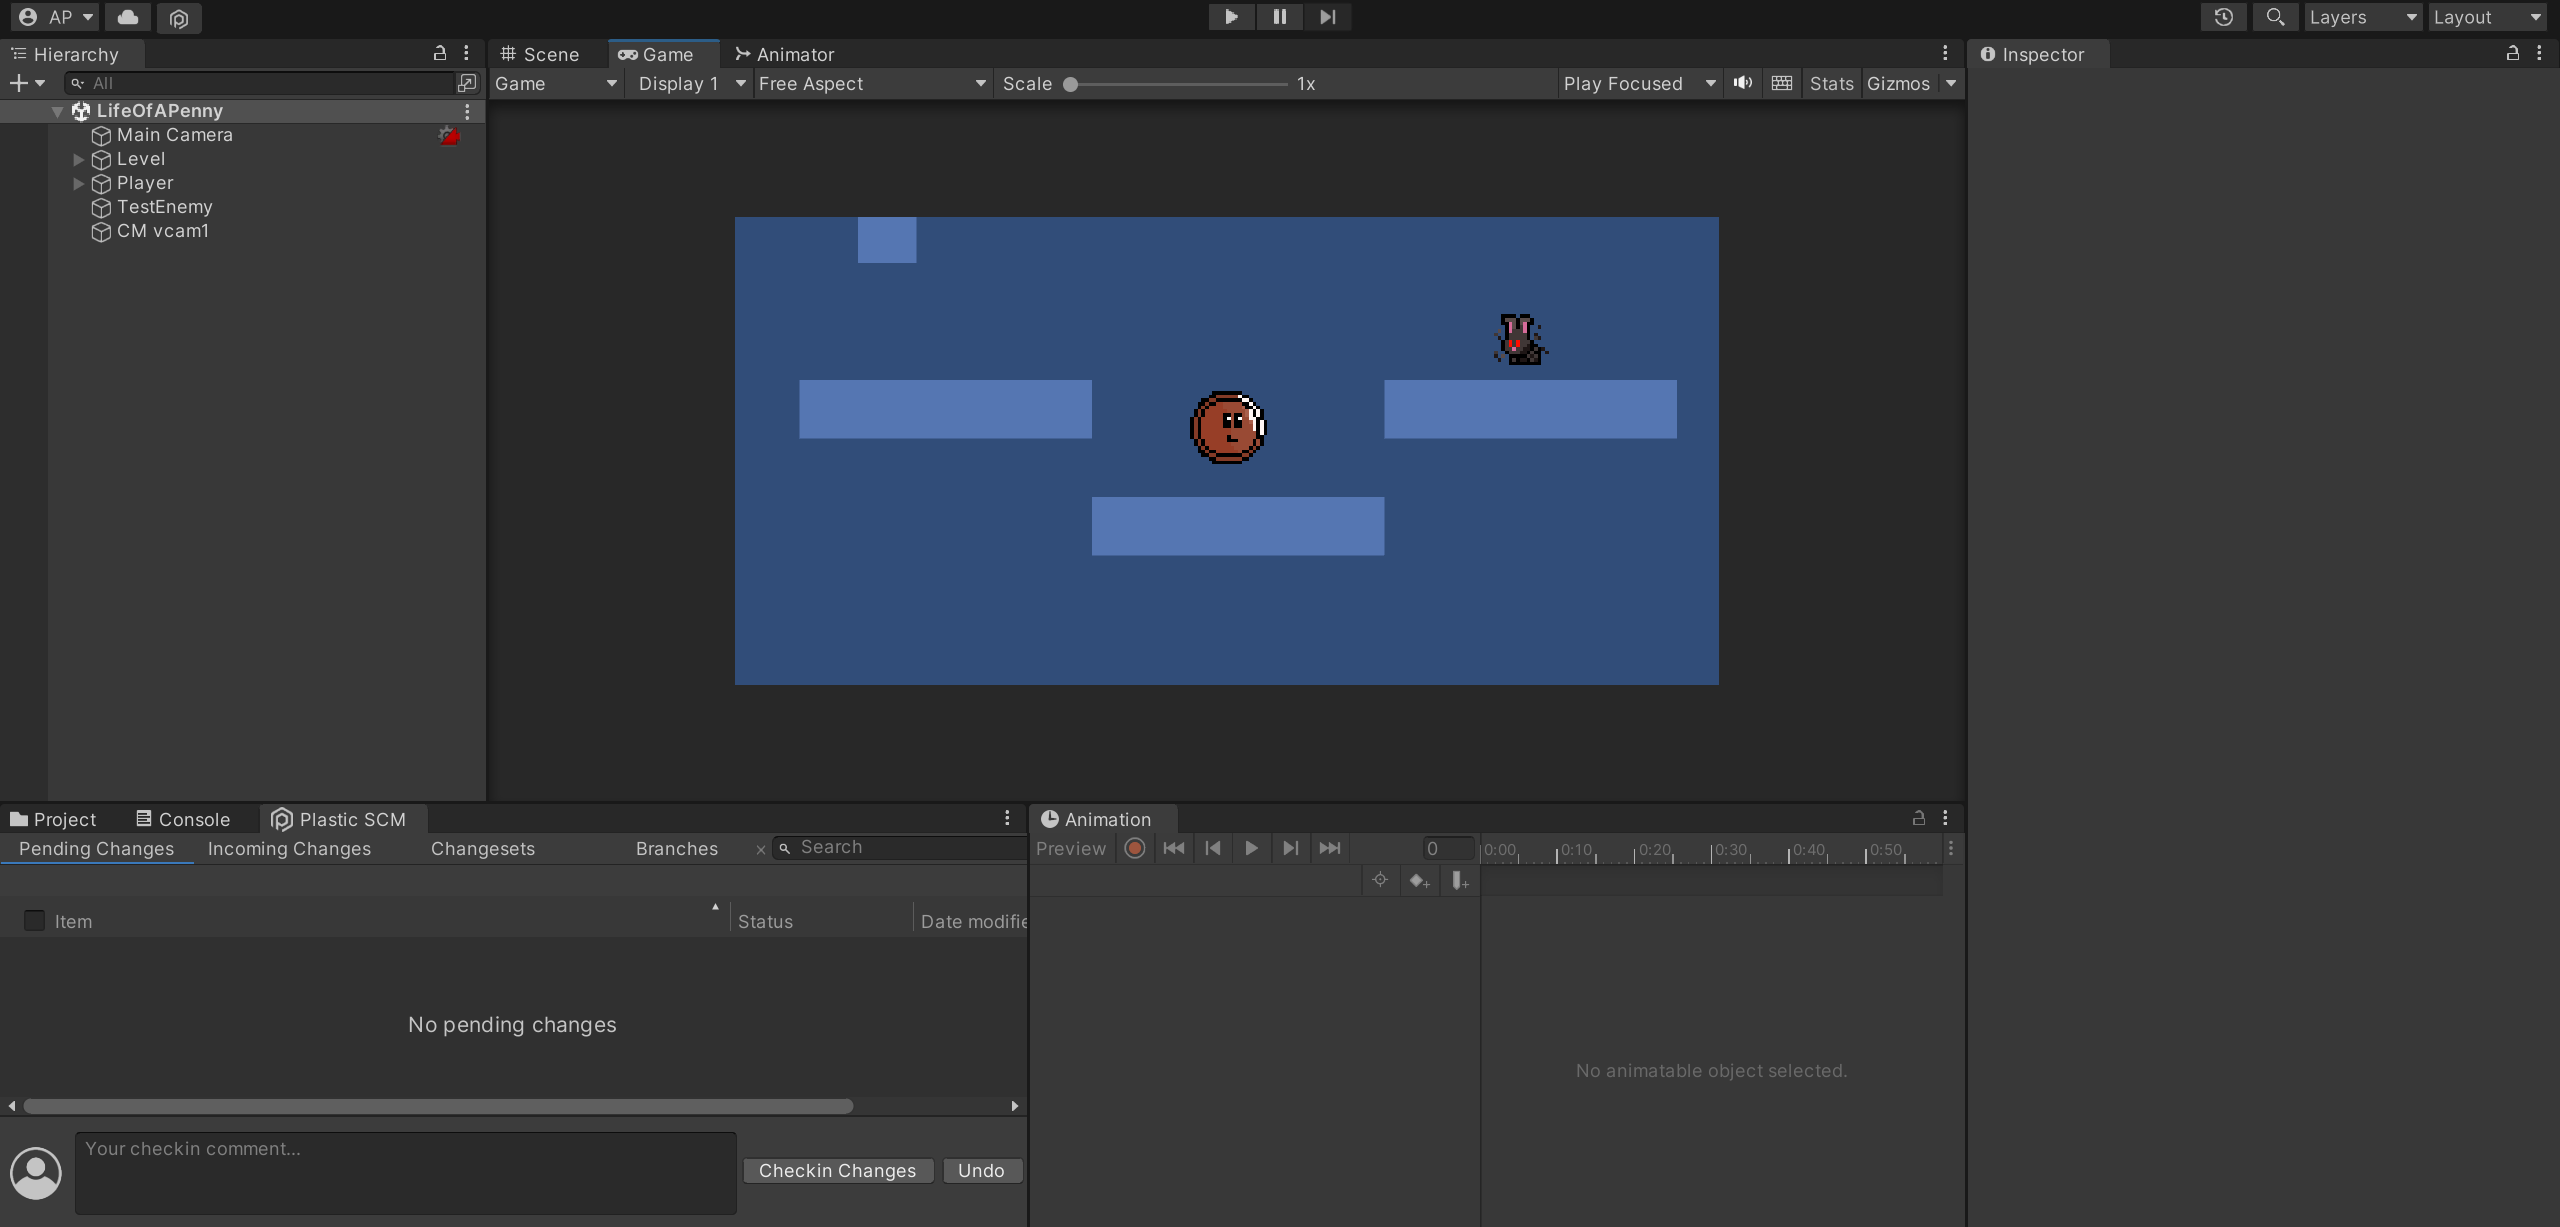 AP
Layers
Layout
Hierarchy
Scene
Game
Animator
Inspector
All
Game
Display 1
Free Aspect
Scale
1x
Play Focused
Stats
Gizmos
LifeOfAPenny
Main Camera
Level
Player
TestEnemy
CM vcam1
Project
Console
Plastic SCM
Animation
Pending Changes
Incoming Changes
Changesets
Branches
Search
Preview
0
0:00
0:10
0:20
0:30
0:40
0:50
Item
Status
Date modifie
No pending changes
No animatable object selected.
Your checkin comment...
Checkin Changes
Undo